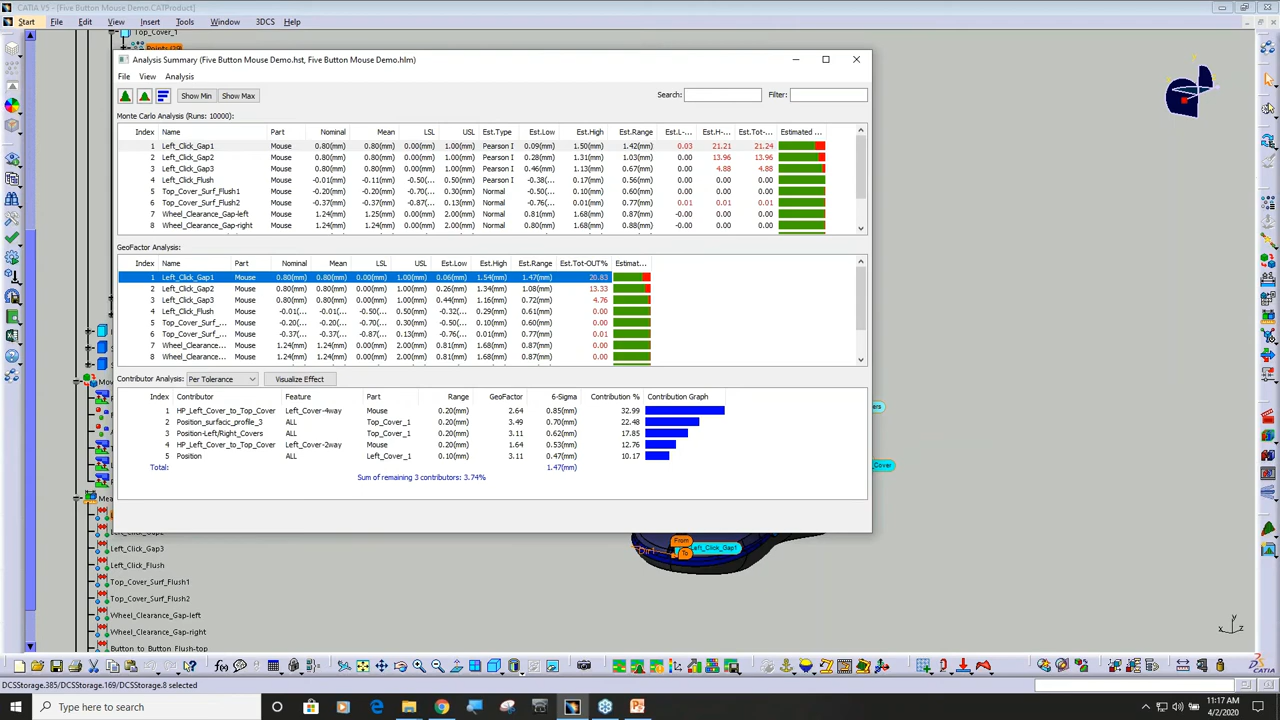 CATIA V5 - [Five Button Mouse Demo.CATProduct]
Start File Edit View Insert Tools Window 3DCS Help
Top_Cover_1
Points (29)
Analysis Summary (Five Button Mouse Demo.hst, Five Button Mouse Demo.hlm)
File View Analysis
Show Min Show Max Search: Filter:
Monte Carlo Analysis (Runs: 10000)
Index Name Part Nominal Mean LSL USL Est.Type Est.Low Est.High Est.Range Est.L-... Est.H-... Est.Tot-... Estimated ...
1 Left_Click_Gap1 Mouse 0.80(mm) 0.80(mm) 0.00(mm) 1.00(mm) Pearson I 0.09(mm) 1.50(mm) 1.42(mm) 0.03 21.21 21.24
2 Left_Click_Gap2 Mouse 0.80(mm) 0.80(mm) 0.00(mm) 1.00(mm) Pearson I 0.28(mm) 1.31(mm) 1.03(mm) 0.00 13.96 13.96
3 Left_Click_Gap3 Mouse 0.80(mm) 0.80(mm) 0.00(mm) 1.00(mm) Pearson I 0.46(mm) 1.13(mm) 0.67(mm) 0.00 4.88 4.88
4 Left_Click_Flush Mouse -0.01(mm) -0.11(mm) -0.50(... 0.50(mm) Pearson I -0.38(... 0.17(mm) 0.56(mm) 0.00 0.00 0.00
5 Top_Cover_Surf_Flush1 Mouse -0.20(mm) -0.20(mm) -0.70(... 0.30(mm) Normal -0.50(... 0.10(mm) 0.60(mm) 0.00 0.00 0.00
6 Top_Cover_Surf_Flush2 Mouse -0.37(mm) -0.37(mm) -0.87(... 0.13(mm) Normal -0.76(... 0.01(mm) 0.77(mm) 0.01 0.00 0.01
7 Wheel_Clearance_Gap-left Mouse 1.24(mm) 1.25(mm) 0.00(mm) 2.00(mm) Normal 0.81(mm) 1.68(mm) 0.87(mm) -0.00 0.00 0.00
8 Wheel_Clearance_Gap-right Mouse 1.24(mm) 1.24(mm) 0.00(mm) 2.00(mm) Normal 0.80(mm) 1.68(mm) 0.88(mm) -0.00 0.00 0.00
GeoFactor Analysis:
Index Name Part Nominal Mean LSL USL Est.Low Est.High Est.Range Est.Tot-OUT% Estimat...
1 Left_Click_Gap1 Mouse 0.80(mm) 0.80(mm) 0.00(mm) 1.00(mm) 0.06(mm) 1.54(mm) 1.47(mm) 20.83
2 Left_Click_Gap2 Mouse 0.80(mm) 0.80(mm) 0.00(mm) 1.00(mm) 0.26(mm) 1.34(mm) 1.08(mm) 13.33
3 Left_Click_Gap3 Mouse 0.80(mm) 0.80(mm) 0.00(mm) 1.00(mm) 0.44(mm) 1.16(mm) 0.72(mm) 4.76
4 Left_Click_Flush Mouse -0.01(mm) -0.01(mm) -0.50(... 0.50(mm) -0.32(... 0.29(mm) 0.61(mm) 0.00
5 Top_Cover_Surf_... Mouse -0.20(mm) -0.20(mm) -0.70(... 0.30(mm) -0.50(... 0.10(mm) 0.60(mm) 0.00
6 Top_Cover_Surf_... Mouse -0.37(mm) -0.37(mm) -0.87(... 0.13(mm) -0.76(... 0.01(mm) 0.77(mm) 0.01
7 Wheel_Clearance... Mouse 1.24(mm) 1.24(mm) 0.00(mm) 2.00(mm) 0.81(mm) 1.68(mm) 0.87(mm) 0.00
8 Wheel_Clearance... Mouse 1.24(mm) 1.24(mm) 0.00(mm) 2.00(mm) 0.81(mm) 1.68(mm) 0.87(mm) 0.00
Contributor Analysis: Per Tolerance Visualize Effect
Index Contributor Feature Part Range GeoFactor 6-Sigma Contribution % Contribution Graph
1 HP_Left_Cover_to_Top_Cover Left_Cover-4way Mouse 0.20(mm) 2.64 0.85(mm) 32.99
2 Position_surfacic_profile_3 ALL Top_Cover_1 0.20(mm) 3.49 0.70(mm) 22.48
3 Position-Left/Right_Covers ALL Top_Cover_1 0.20(mm) 3.11 0.62(mm) 17.85
4 HP_Left_Cover_to_Top_Cover Left_Cover-2way Mouse 0.20(mm) 1.64 0.53(mm) 12.76
5 Position ALL Left_Cover_1 0.10(mm) 3.11 0.47(mm) 10.17
Total: 1.47(mm)
Sum of remaining 3 contributors: 3.74%
Mov
Mea
From
To
Dir1
Left_Click_Gap1
ers
Cover
Left_Click_Gap3
Left_Click_Flush
Top_Cover_Surf_Flush1
Top_Cover_Surf_Flush2
Wheel_Clearance_Gap-left
Wheel_Clearance_Gap-right
Button to Button Flush-top
DCSStorage.385/DCSStorage.169/DCSStorage.8 selected
CATIA
Type here to search
11:17 AM
4/2/2020